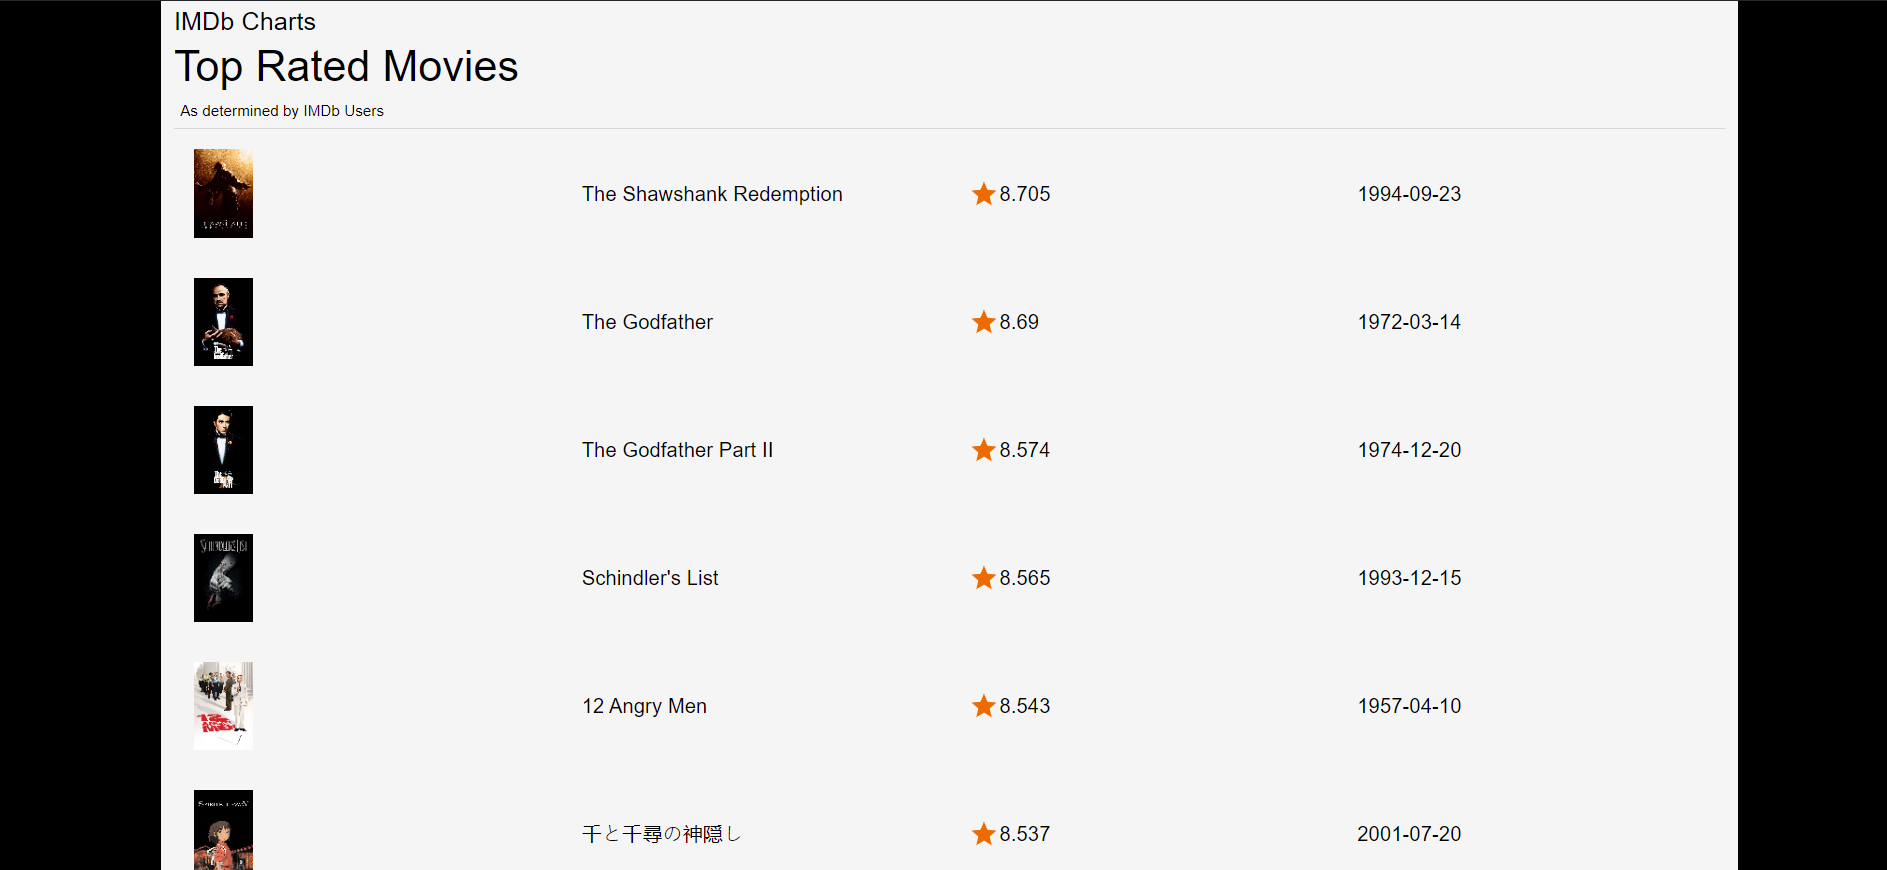 IMDb Charts
Top Rated Movies
As determined by IMDb Users
The Shawshank Redemption 8.705 1994-09-23
The Godfather 8.69 1972-03-14
The Godfather Part II 8.574 1974-12-20
SCHINDLER'S LIST
Schindler's List 8.565 1993-12-15
12 Angry Men 8.543 1957-04-10
千と千尋の神隠し 8.537 2001-07-20